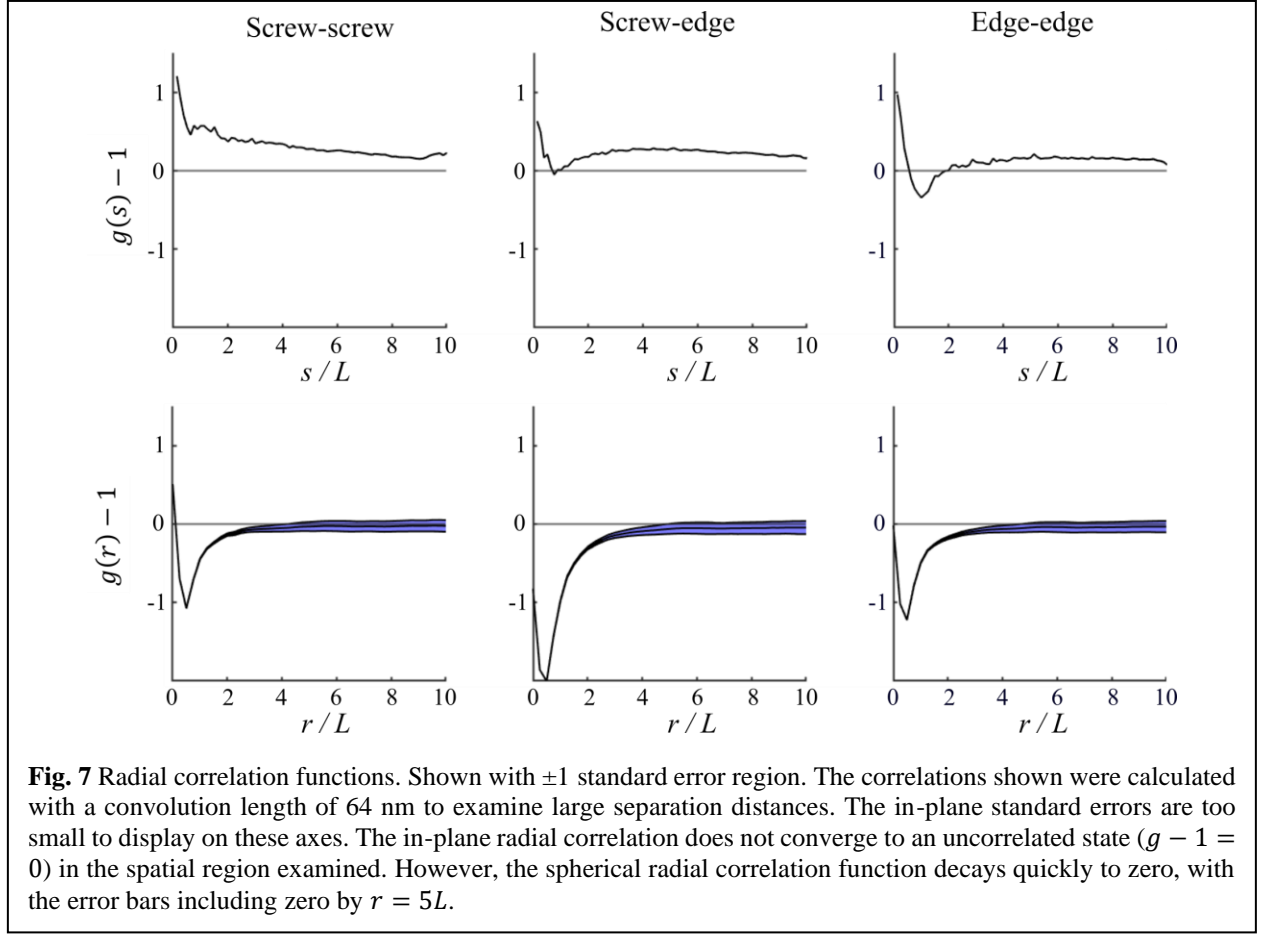 Screw-screw
Screw-edge
Edge-edge
1
0
-1
g(s) − 1
0 2 4 6 8 10
s / L
1
0
-1
0 2 4 6 8 10
s / L
1
0
-1
0 2 4 6 8 10
s / L
1
0
-1
g(r) − 1
0 2 4 6 8 10
r / L
1
0
-1
0 2 4 6 8 10
r / L
1
0
-1
0 2 4 6 8 10
r / L
Fig. 7 Radial correlation functions. Shown with ±1 standard error region. The correlations shown were calculated
with a convolution length of 64 nm to examine large separation distances. The in-plane standard errors are too
small to display on these axes. The in-plane radial correlation does not converge to an uncorrelated state (g − 1 =
0) in the spatial region examined. However, the spherical radial correlation function decays quickly to zero, with
the error bars including zero by r = 5L.